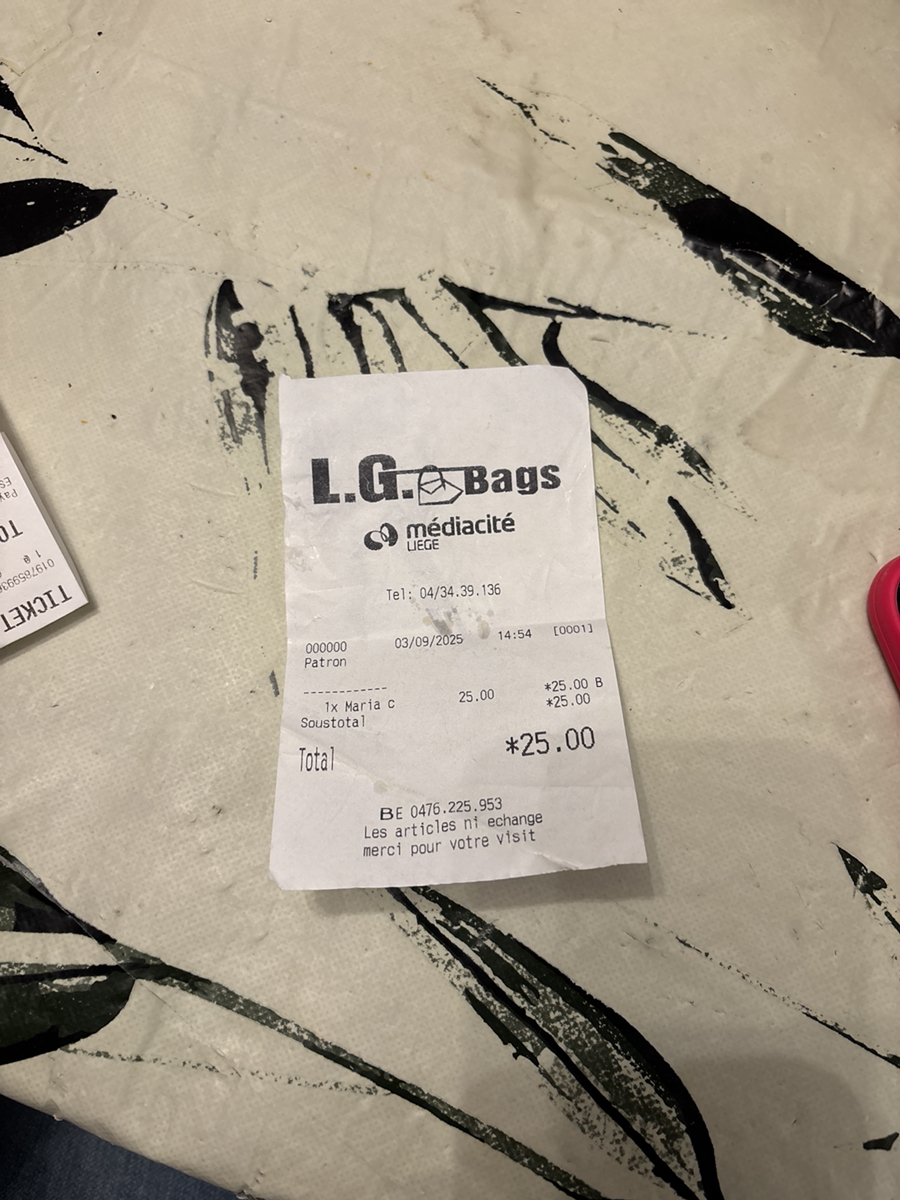 L.G. Bags
médiacité
LIEGE
Tel: 04/34.39.136
000000 03/09/2025 14:54 [0001]
Patron
------------
1x Maria C 25.00 *25.00 B
Soustotal *25.00
Total *25.00
BE 0476.225.953
Les articles ni echange
merci pour votre visit
TICKET